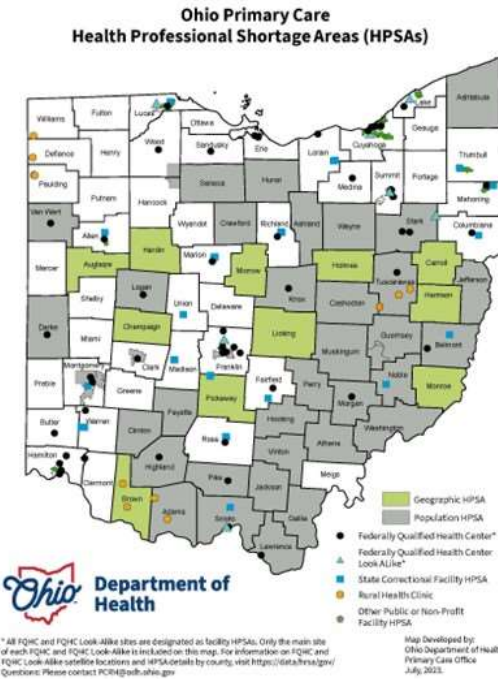 Ohio Primary Care
Health Professional Shortage Areas (HPSAs)
Ashtabula
Lake
Williams
Fulton
Lucas
Ottawa
Geauga
Cuyahoga
Defiance
Henry
Wood
Sandusky
Erie
Lorain
Trumbull
Paulding
Seneca
Huron
Medina
Summit
Portage
Mahoning
Putnam
Hancock
Van Wert
Allen
Wyandot
Crawford
Richland
Ashland
Wayne
Stark
Columbiana
Hardin
Marion
Mercer
Auglaize
Morrow
Holmes
Carroll
Logan
Knox
Tuscarawas
Jefferson
Shelby
Union
Delaware
Coshocton
Harrison
Darke
Champaign
Licking
Miami
Guernsey
Belmont
Clark
Franklin
Muskingum
Montgomery
Madison
Preble
Greene
Fairfield
Noble
Monroe
Pickaway
Perry
Morgan
Fayette
Butler
Warren
Hocking
Washington
Clinton
Ross
Athens
Hamilton
Highland
Vinton
Clermont
Meigs
Pike
Jackson
Brown
Adams
Scioto
Gallia
Lawrence
Geographic HPSA
Population HPSA
Federally Qualified Health Center*
Federally Qualified Health Center
Look ALike*
State Correctional Facility HPSA
Rural Health Clinic
Other Public or Non-Profit
Facility HPSA
Ohio
Department of
Health
* All FQHC and FQHC Look-Alike sites are designated as facility HPSAs. Only the main site
of each FQHC and FQHC Look-Alike is included on this map. For information on FQHC and
FQHC Look-Alike satellite locations and HPSA details by county, visit https://data/hrsa/gov/
Questions: Please contact PCRH@odh.ohio.gov
Map Developed by:
Ohio Department of Health
Primary Care Office
July, 2023.